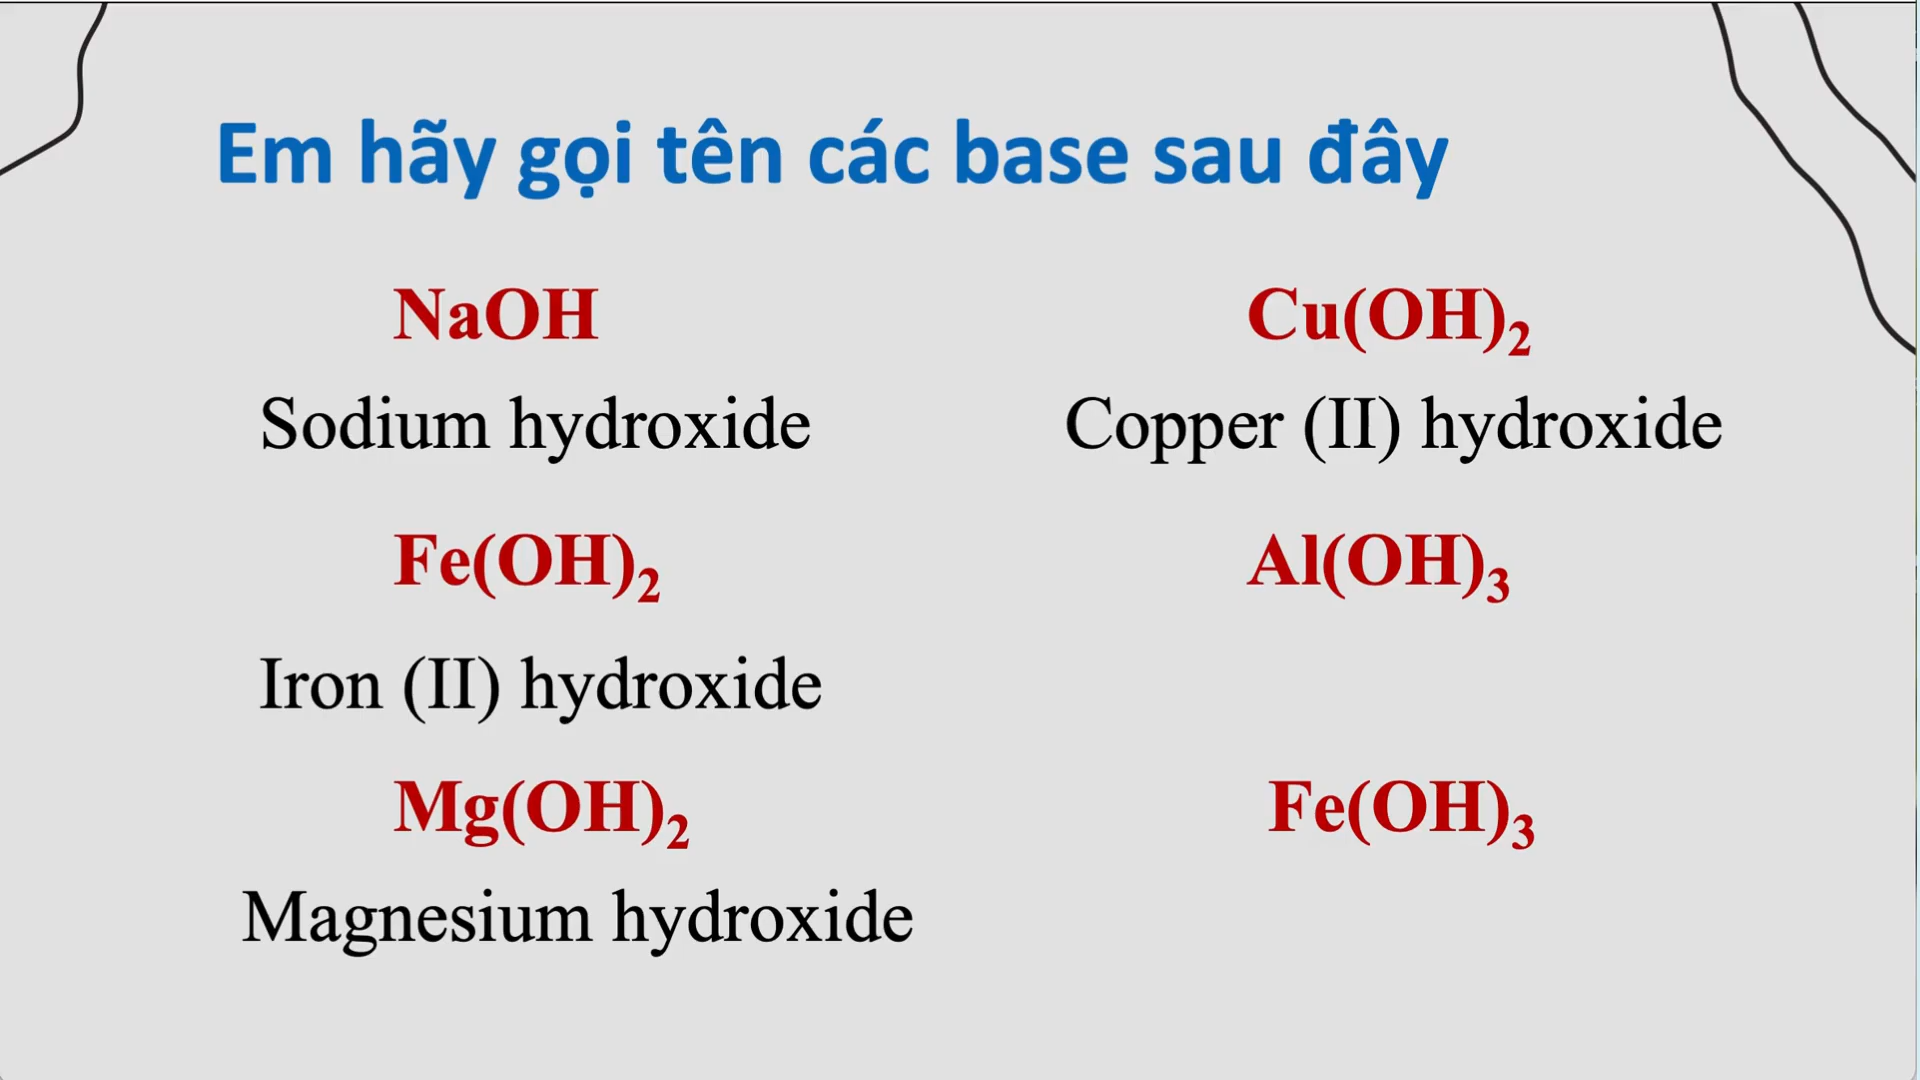 Em hãy gọi tên các base sau đây
NaOH
Cu(OH)₂
Sodium hydroxide
Copper (II) hydroxide
Fe(OH)₂
Al(OH)₃
Iron (II) hydroxide
Mg(OH)₂
Fe(OH)₃
Magnesium hydroxide